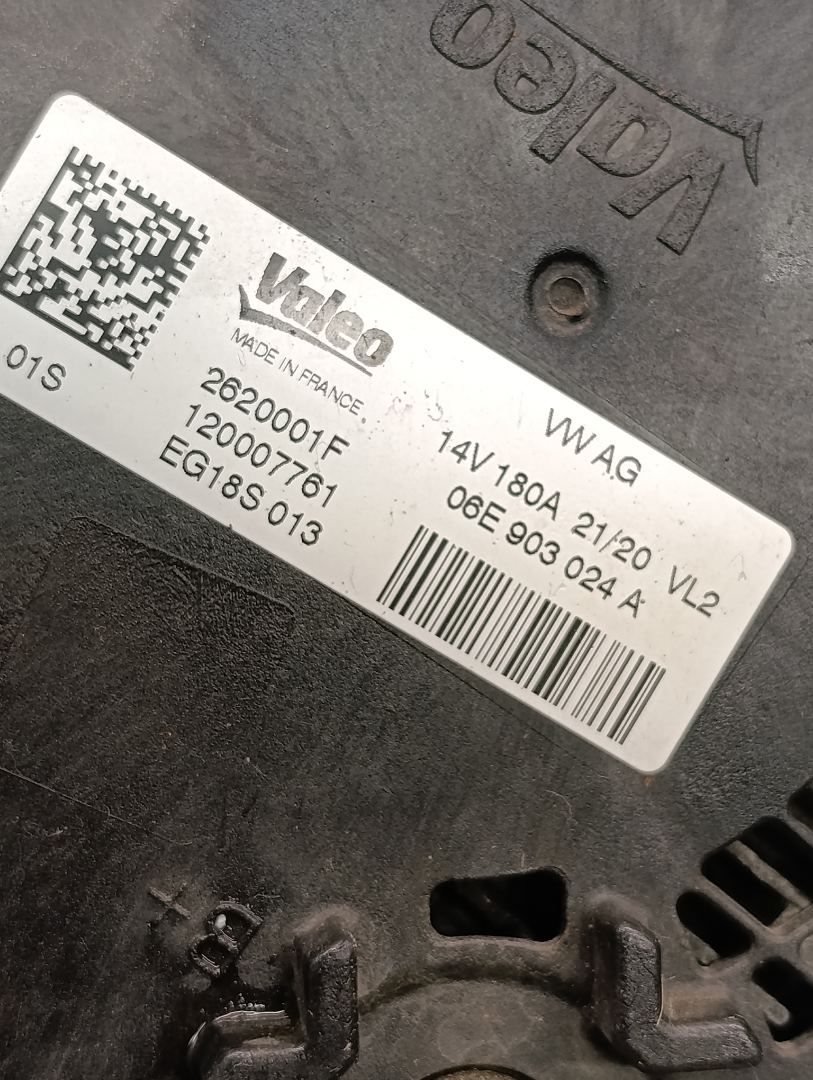 Valeo
01S
Valeo
MADE IN FRANCE
2620001F
120007761
EG18S 013
VW AG
14V 180A 21/20 VL2
06E 903 024 A
B+